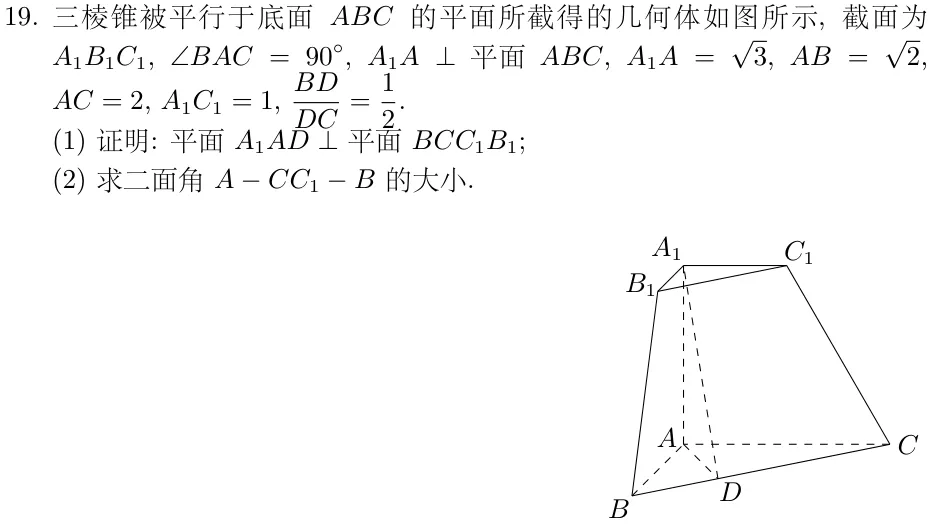 19. 三棱锥被平行于底面 ABC 的平面所截得的几何体如图所示, 截面为
A₁B₁C₁, ∠BAC = 90°, A₁A ⊥ 平面 ABC, A₁A = √3, AB = √2,
AC = 2, A₁C₁ = 1, BD/DC = 1/2.
(1) 证明: 平面 A₁AD ⊥ 平面 BCC₁B₁;
(2) 求二面角 A − CC₁ − B 的大小.
A₁
C₁
B₁
A
C
D
B